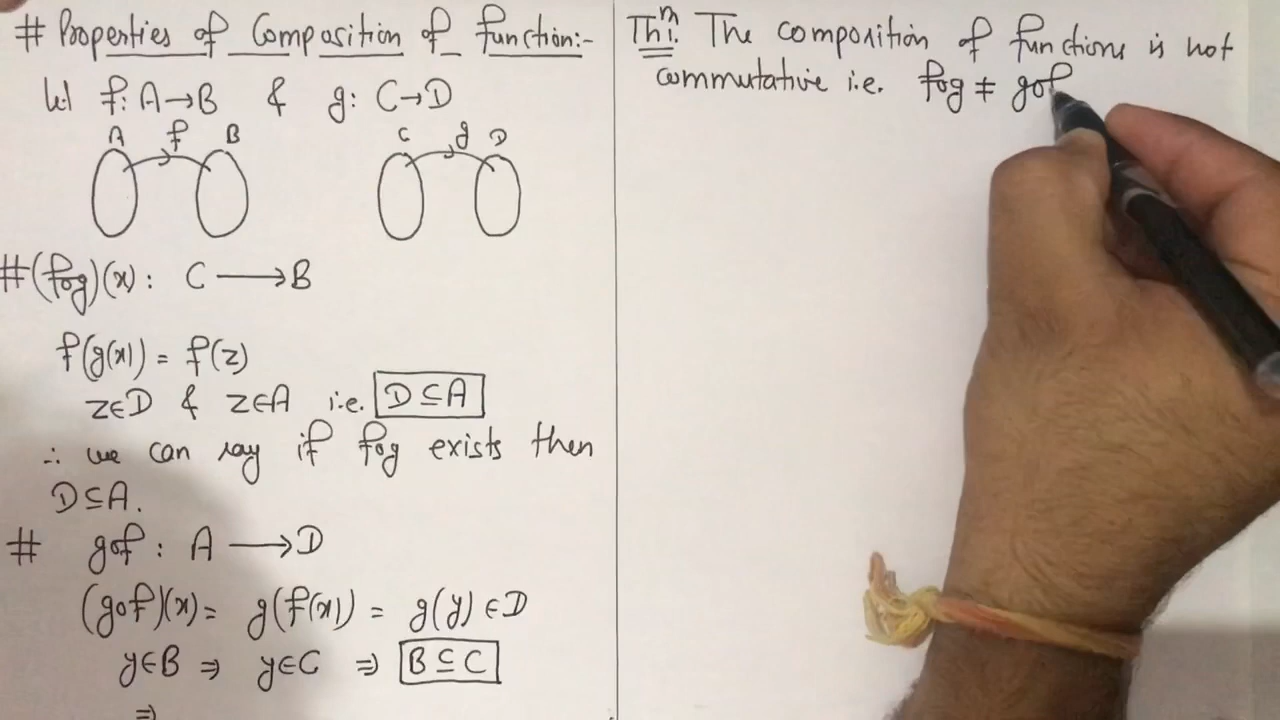 # Properties of Composition of function:-
Let f: A→B & g: C→D
A f B C g D
#(fog)(x): C ⟶ B
f(g(x)) = f(z)
z∈D & z∈A i.e. D⊆A
∴ we can say if fog exists then
D⊆A.
# gof : A ⟶ D
(gof)(x) = g(f(x)) = g(y) ∈D
y∈B ⇒ y∈C ⇒ B⊆C
⇒
Thm 1. The composition of functions is not
commutative i.e. fog ≠ gof